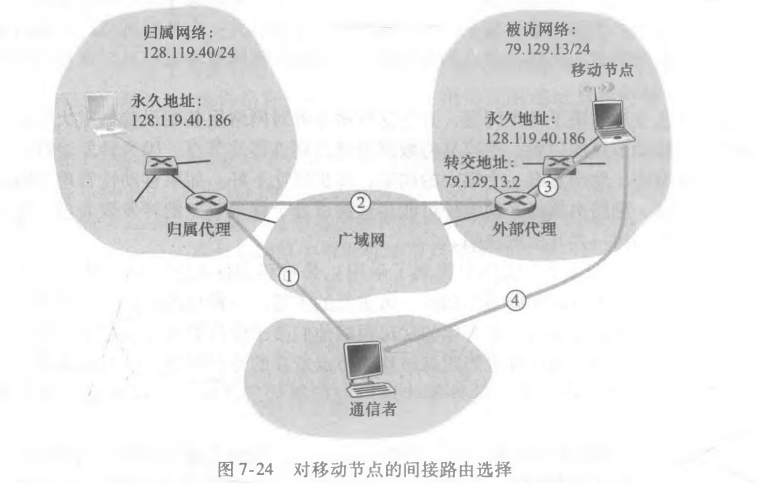 归属网络：
128.119.40/24
被访网络：
79.129.13/24
移动节点
永久地址：
128.119.40.186
永久地址：
128.119.40.186
转交地址：
79.129.13.2
③
②
归属代理
外部代理
广域网
①
④
通信者
图 7-24 对移动节点的间接路由选择